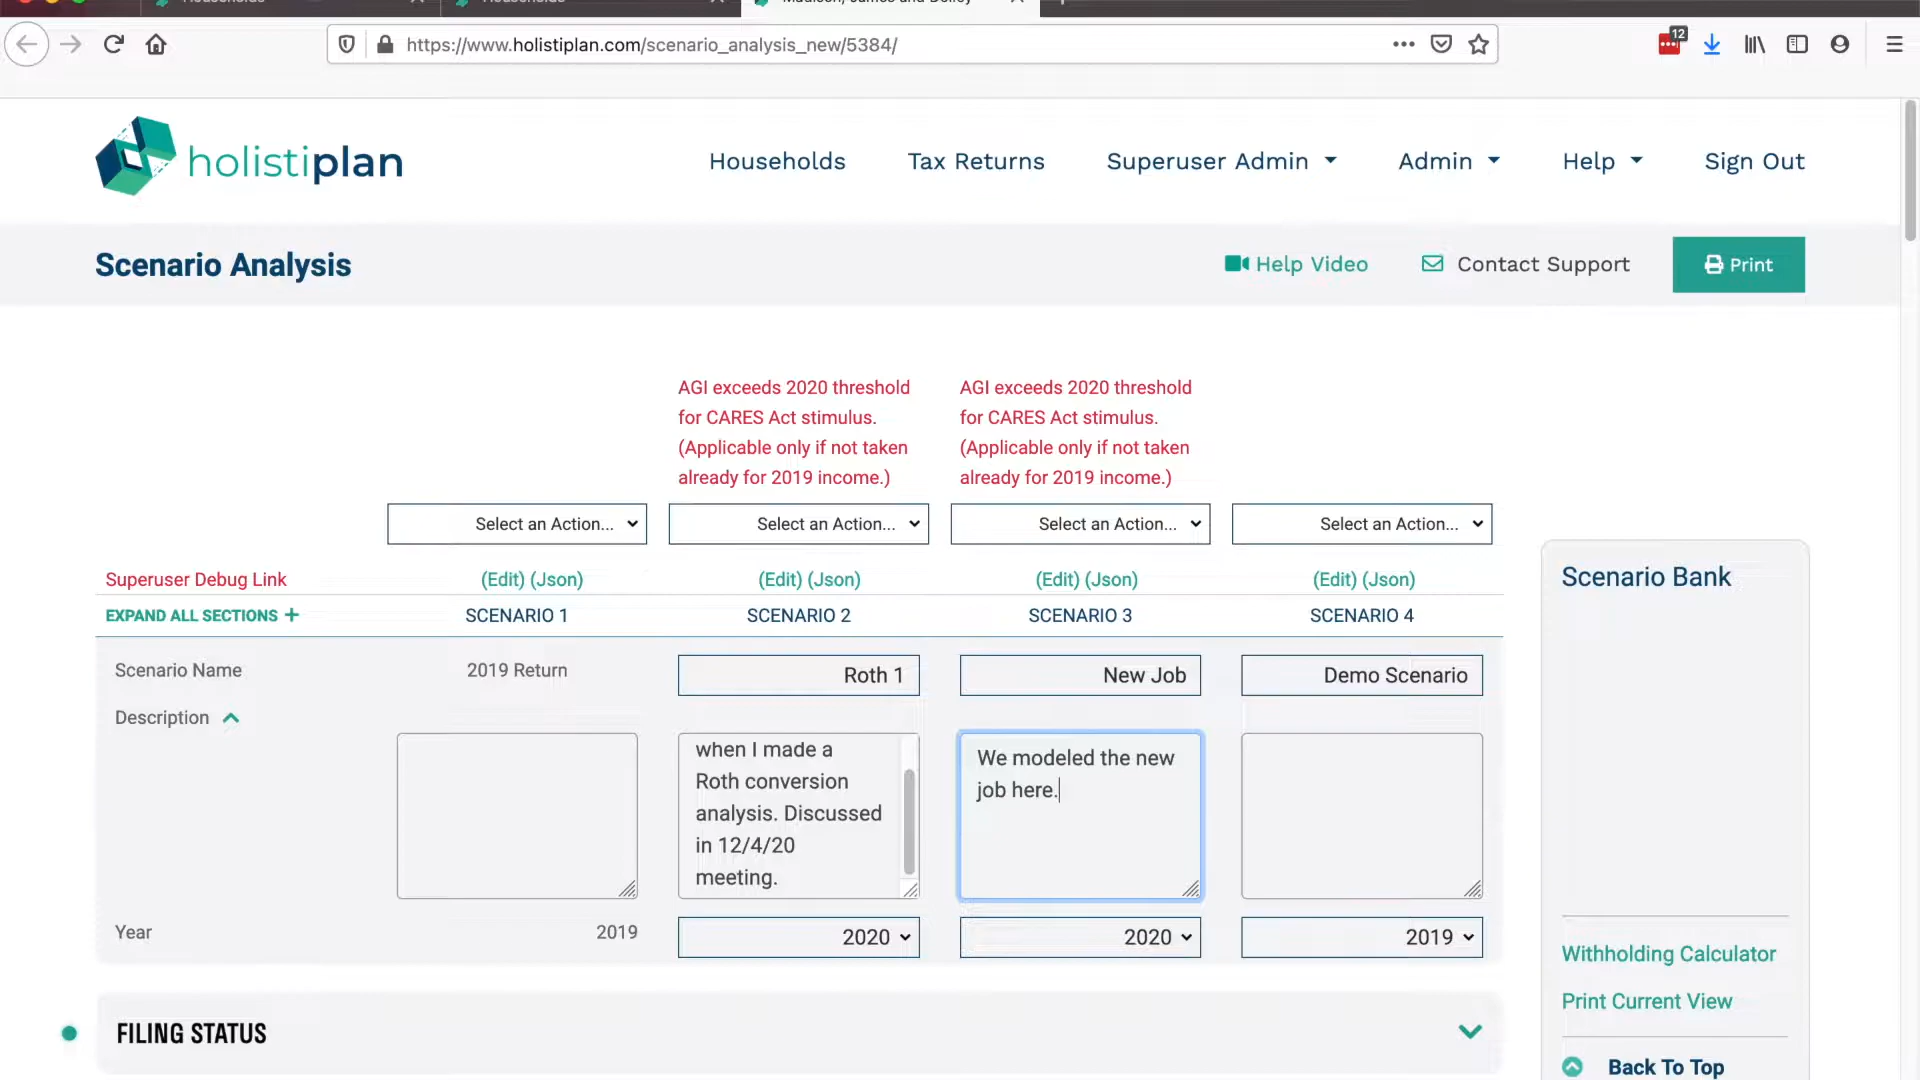 Households
Households
Madison, James and Dolley
https://www.holistiplan.com/scenario_analysis_new/5384/
12
holistiplan
Households
Tax Returns
Superuser Admin
Admin
Help
Sign Out
Scenario Analysis
Help Video
Contact Support
Print
AGI exceeds 2020 threshold
for CARES Act stimulus.
(Applicable only if not taken
already for 2019 income.)
AGI exceeds 2020 threshold
for CARES Act stimulus.
(Applicable only if not taken
already for 2019 income.)
Select an Action...
Select an Action...
Select an Action...
Select an Action...
Superuser Debug Link
(Edit) (Json)
(Edit) (Json)
(Edit) (Json)
(Edit) (Json)
EXPAND ALL SECTIONS +
SCENARIO 1
SCENARIO 2
SCENARIO 3
SCENARIO 4
Scenario Name
2019 Return
Roth 1
New Job
Demo Scenario
Description
when I made a
Roth conversion
analysis. Discussed
in 12/4/20
meeting.
We modeled the new
job here.
Year
2019
2020
2020
2019
FILING STATUS
Scenario Bank
Withholding Calculator
Print Current View
Back To Top